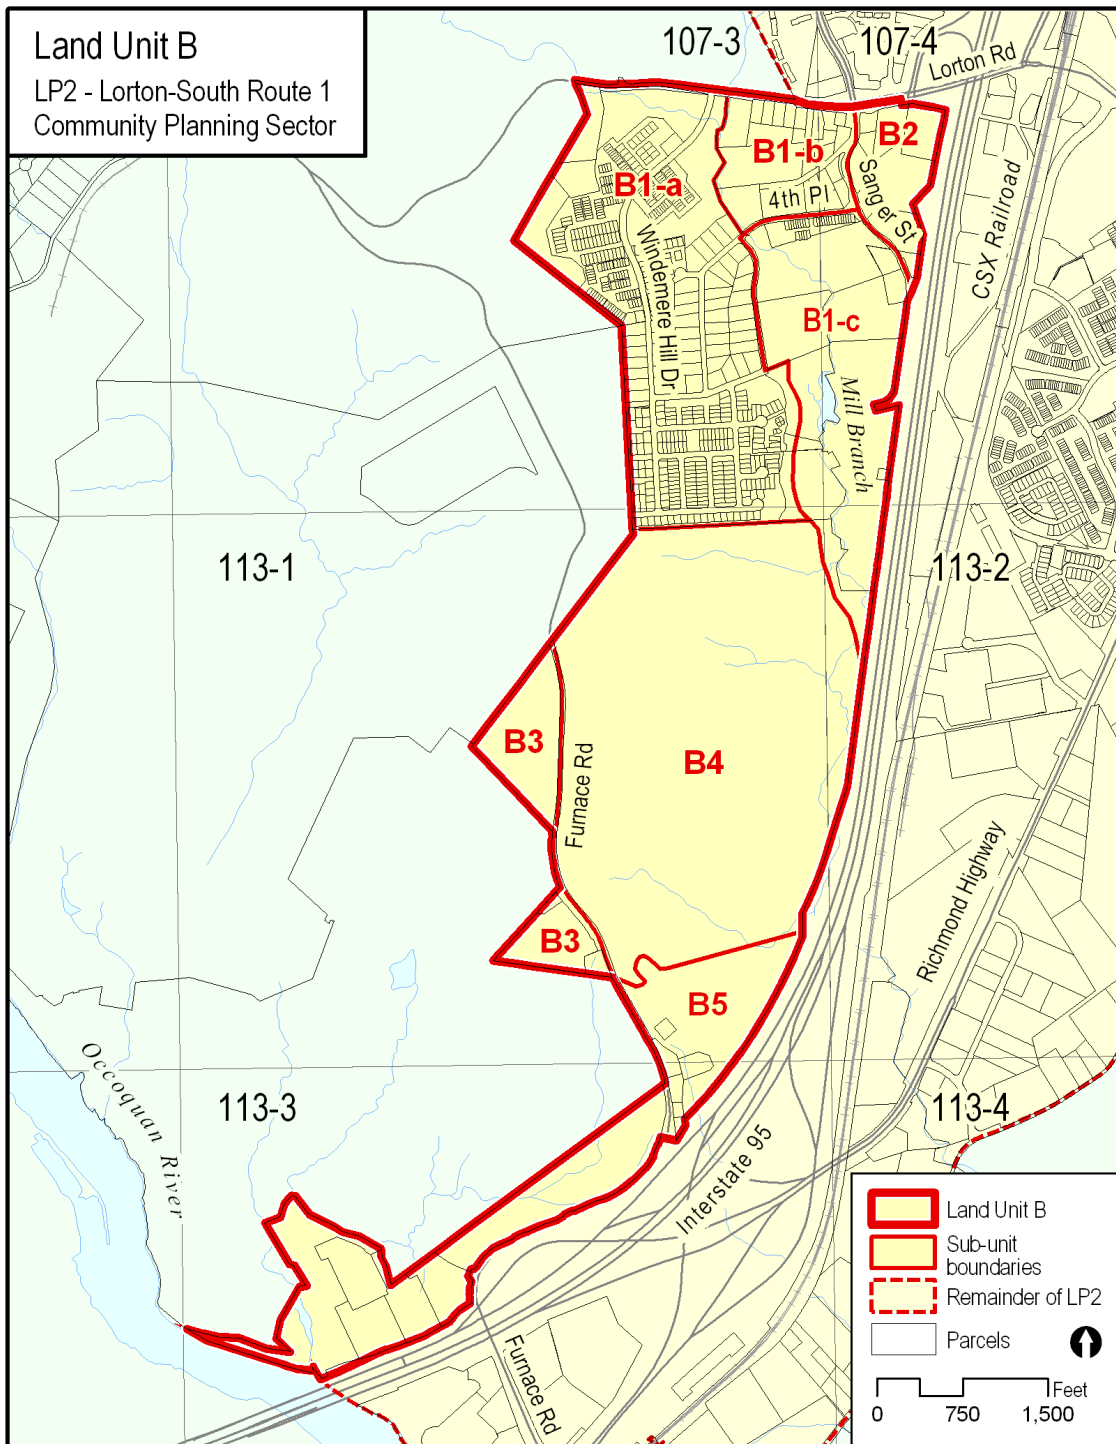 Land Unit B
LP2 - Lorton-South Route 1
Community Planning Sector
107-3
107-4
Lorton Rd
B2
B1-b
B1-a
4th Pl
Sanger St
CSX Railroad
Windemere Hill Dr
B1-c
Mill Branch
113-1
113-2
B3
B4
Furnace Rd
Richmond Highway
B3
B5
Occoquan River
113-3
113-4
Interstate 95
Furnace Rd
Land Unit B
Sub-unit
boundaries
Remainder of LP2
Parcels
Feet
0 750 1,500